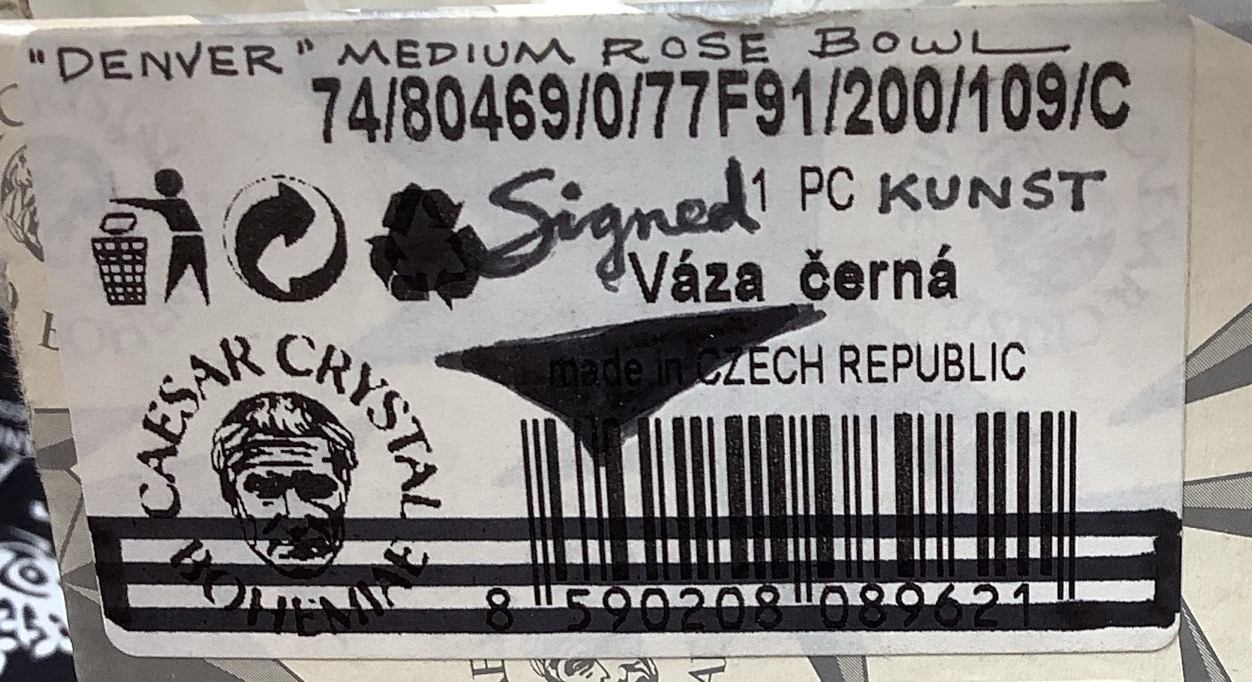 "DENVER" MEDIUM ROSE BOWL
74/80469/0/77F91/200/109/C
Signed 1 PC KUNST
Váza černá
made in CZECH REPUBLIC
CAESAR CRYSTAL
BOHEMIAE
8 590208 089621